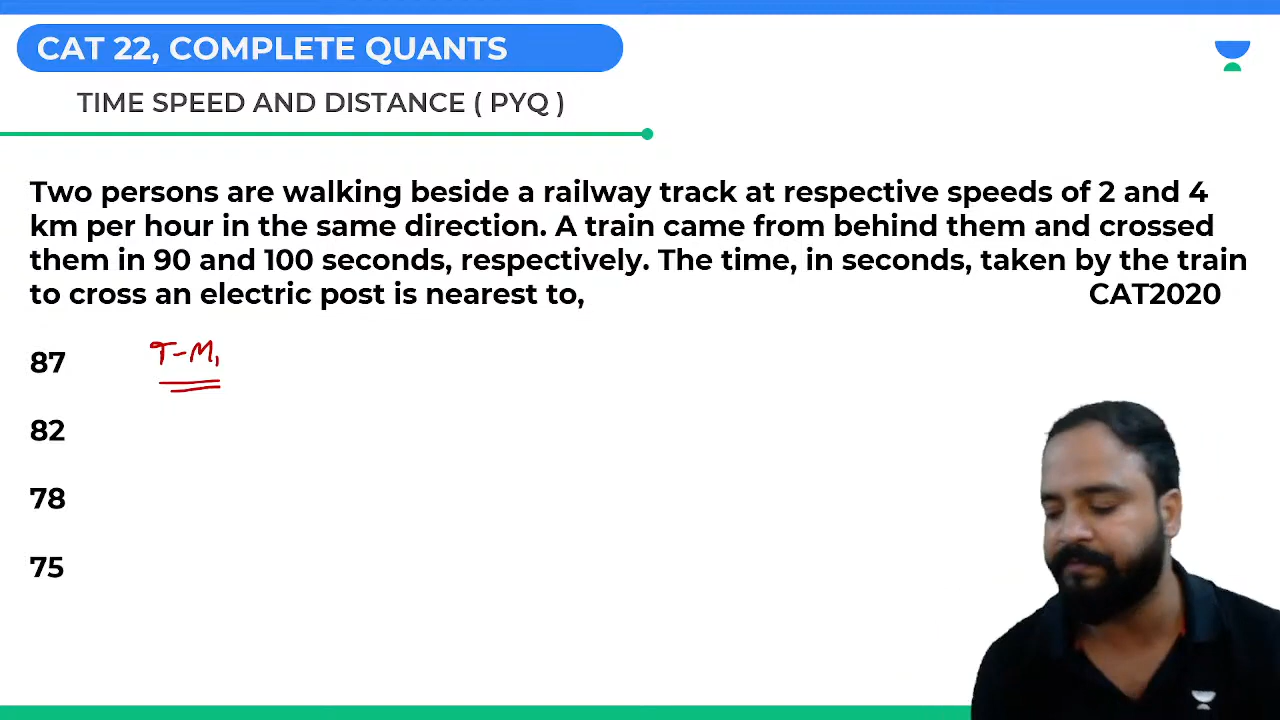 CAT 22, COMPLETE QUANTS
TIME SPEED AND DISTANCE ( PYQ )
Two persons are walking beside a railway track at respective speeds of 2 and 4
km per hour in the same direction. A train came from behind them and crossed
them in 90 and 100 seconds, respectively. The time, in seconds, taken by the train
to cross an electric post is nearest to, CAT2020
87
T-M₁
82
78
75